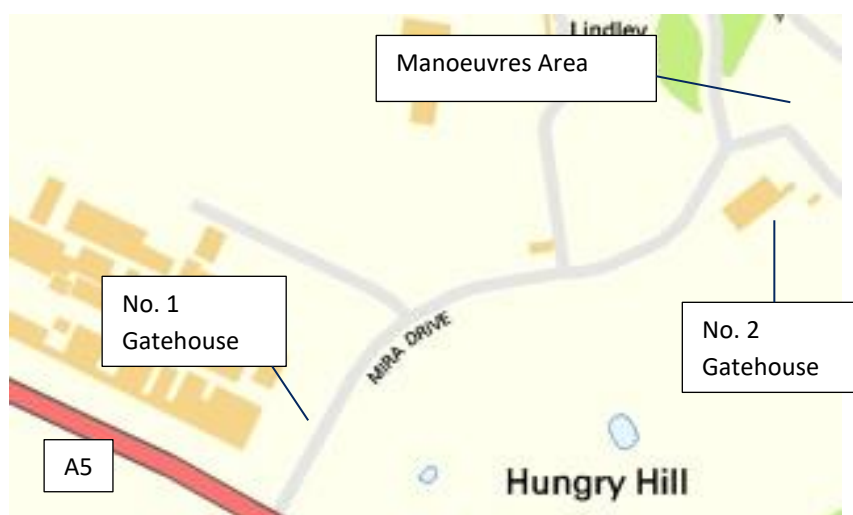 Lindley
Manoeuvres Area
No. 1
Gatehouse
MIRA DRIVE
No. 2
Gatehouse
A5
Hungry Hill